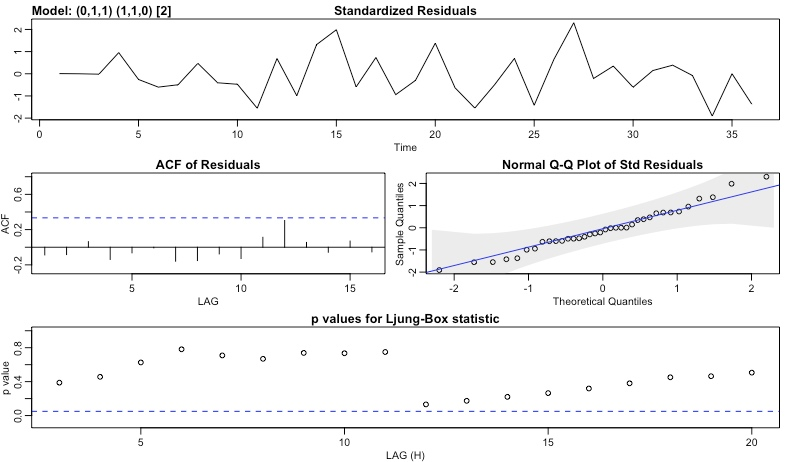 Model: (0,1,1) (1,1,0) [2]
Standardized Residuals
2
1
0
-1
-2
0 5 10 15 20 25 30 35
Time
ACF of Residuals
ACF
0.6
0.2
-0.2
5 10 15
LAG
Normal Q-Q Plot of Std Residuals
Sample Quantiles
2
1
0
-1
-2
-2 -1 0 1 2
Theoretical Quantiles
p values for Ljung-Box statistic
p value
0.8
0.4
0.0
5 10 15 20
LAG (H)